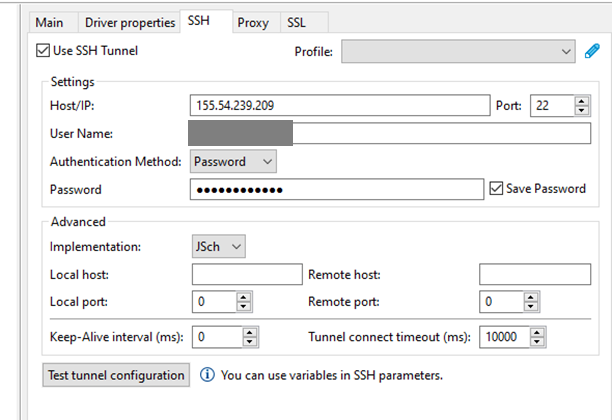 Main Driver properties SSH Proxy SSL
Use SSH Tunnel Profile:
Settings
Host/IP: 155.54.239.209 Port: 22
User Name:
Authentication Method: Password
Password ●●●●●●●●●●●● Save Password
Advanced
Implementation: JSch
Local host: Remote host:
Local port: 0 Remote port: 0
Keep-Alive interval (ms): 0 Tunnel connect timeout (ms): 10000
Test tunnel configuration You can use variables in SSH parameters.